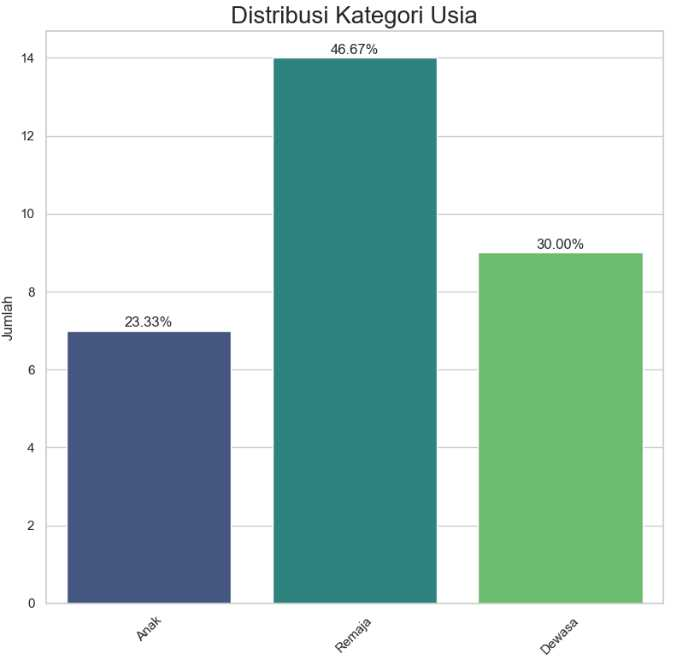 Distribusi Kategori Usia
46.67%
14
12
10
30.00%
8
Jumlah
23.33%
6
4
2
0
Anak
Remaja
Dewasa